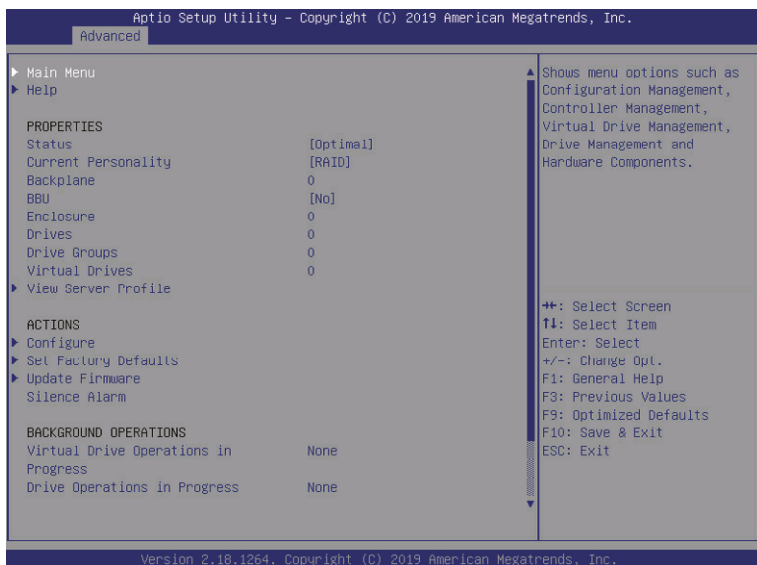 Aptio Setup Utility – Copyright (C) 2019 American Megatrends, Inc.
Advanced
▶ Main Menu
▶ Help
PROPERTIES
Status [Optimal]
Current Personality [RAID]
Backplane 0
BBU [No]
Enclosure 0
Drives 0
Drive Groups 0
Virtual Drives 0
▶ View Server Profile
ACTIONS
▶ Configure
▶ Set Factory Defaults
▶ Update Firmware
Silence Alarm
BACKGROUND OPERATIONS
Virtual Drive Operations in None
Progress
Drive Operations in Progress None
Shows menu options such as
Configuration Management,
Controller Management,
Virtual Drive Management,
Drive Management and
Hardware Components.
→←: Select Screen
↑↓: Select Item
Enter: Select
+/-: Change Opt.
F1: General Help
F3: Previous Values
F9: Optimized Defaults
F10: Save & Exit
ESC: Exit
Version 2.18.1264. Copyright (C) 2019 American Megatrends, Inc.